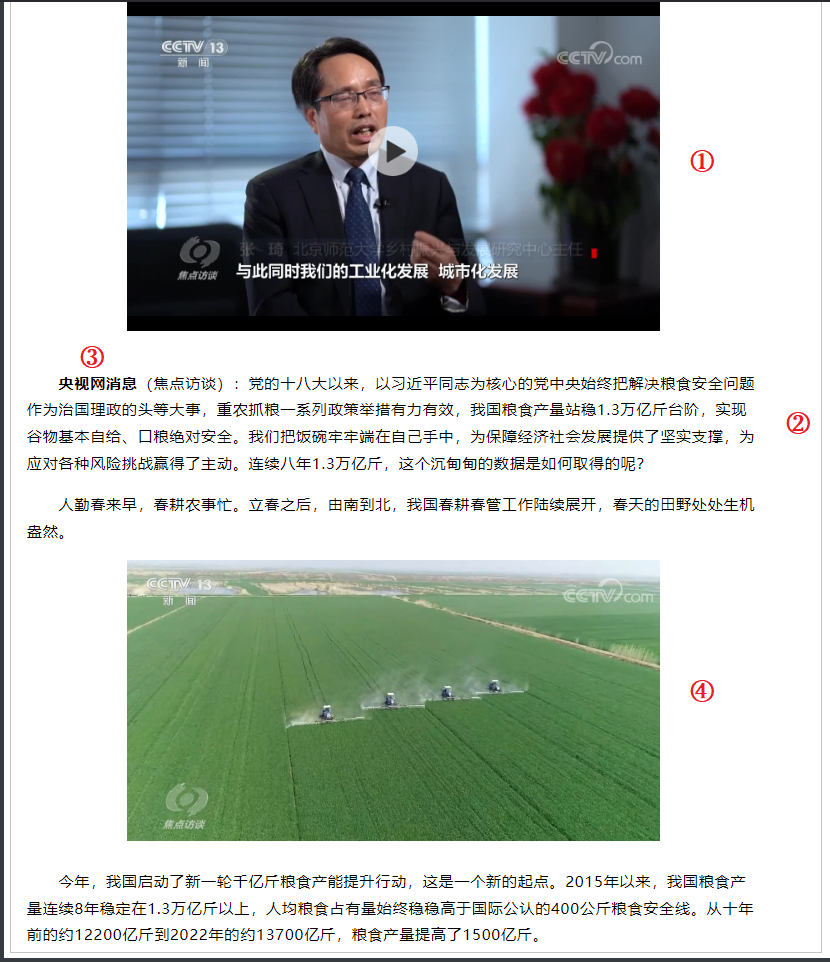 CCTV 13
新 闻
CCTV.com
①
张 琦 北京师范大学乡村振兴与发展研究中心主任
焦点访谈
与此同时我们的工业化发展 城市化发展
③
央视网消息（焦点访谈）：党的十八大以来，以习近平同志为核心的党中央始终把解决粮食安全问题
作为治国理政的头等大事，重农抓粮一系列政策举措有力有效，我国粮食产量站稳1.3万亿斤台阶，实现
②
谷物基本自给、口粮绝对安全。我们把饭碗牢牢端在自己手中，为保障经济社会发展提供了坚实支撑，为
应对各种风险挑战赢得了主动。连续八年1.3万亿斤，这个沉甸甸的数据是如何取得的呢？
人勤春来早，春耕农事忙。立春之后，由南到北，我国春耕春管工作陆续展开，春天的田野处处生机
盎然。
CCTV 13
新 闻
CCTV.com
④
焦点访谈
今年，我国启动了新一轮千亿斤粮食产能提升行动，这是一个新的起点。2015年以来，我国粮食产
量连续8年稳定在1.3万亿斤以上，人均粮食占有量始终稳稳高于国际公认的400公斤粮食安全线。从十年
前的约12200亿斤到2022年的约13700亿斤，粮食产量提高了1500亿斤。